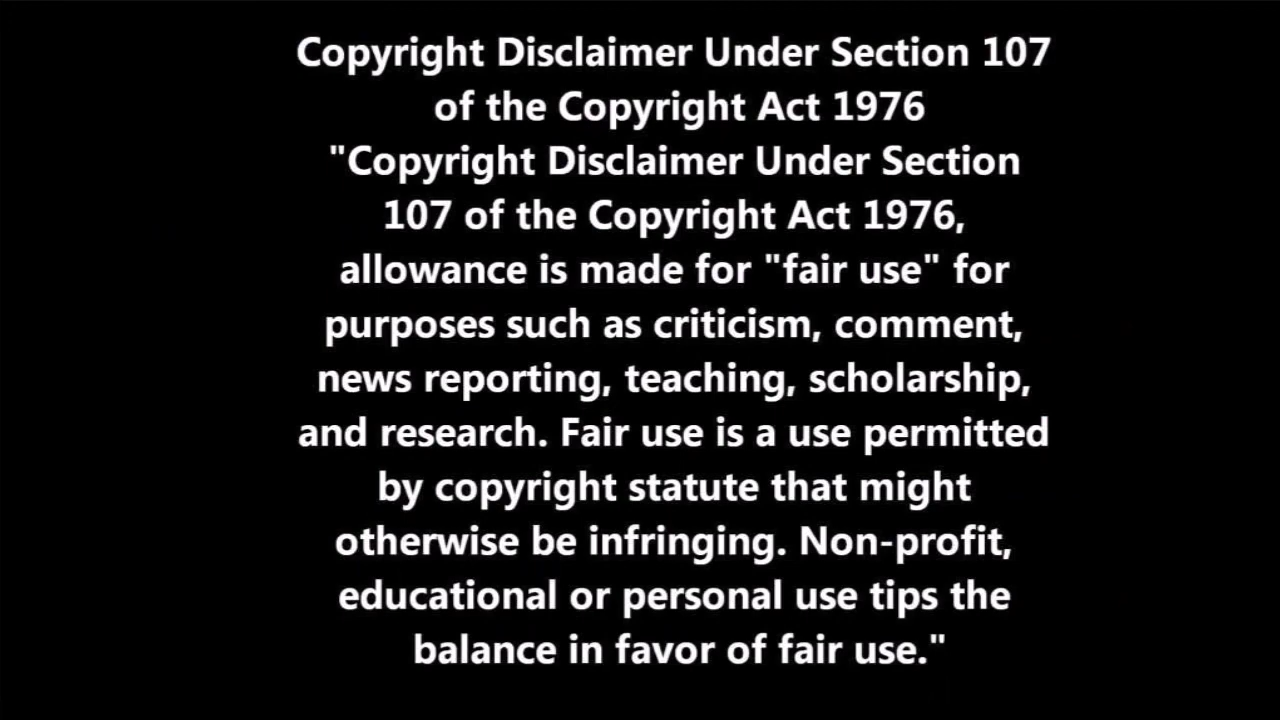 Copyright Disclaimer Under Section 107
of the Copyright Act 1976
"Copyright Disclaimer Under Section
107 of the Copyright Act 1976,
allowance is made for "fair use" for
purposes such as criticism, comment,
news reporting, teaching, scholarship,
and research. Fair use is a use permitted
by copyright statute that might
otherwise be infringing. Non-profit,
educational or personal use tips the
balance in favor of fair use."